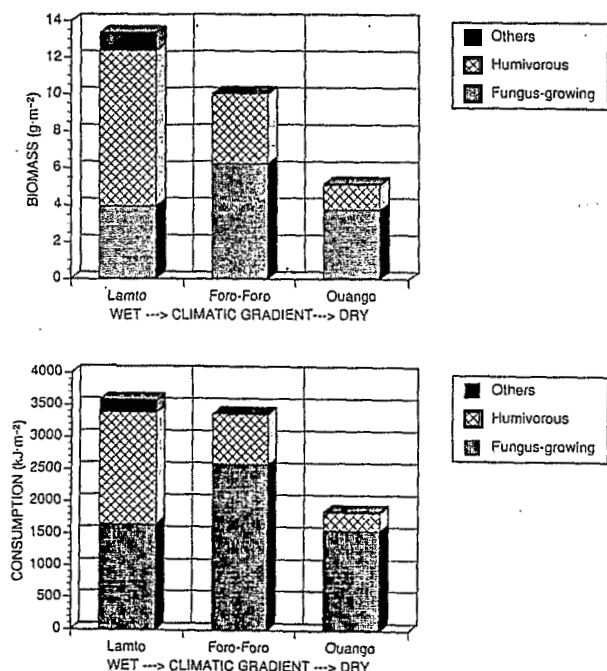 14
12
10
8
6
4
2
0
BIOMASS (g·m⁻²)
Lamto Foro-Foro Ouango
WET ---> CLIMATIC GRADIENT---> DRY
Others
Humivorous
Fungus-growing
4000
3500
3000
2500
2000
1500
1000
500
0
CONSUMPTION (kJ·m⁻²)
Lamto Foro-Foro Ouango
WET ---> CLIMATIC GRADIENT ---> DRY
Others
Humivorous
Fungus-growing